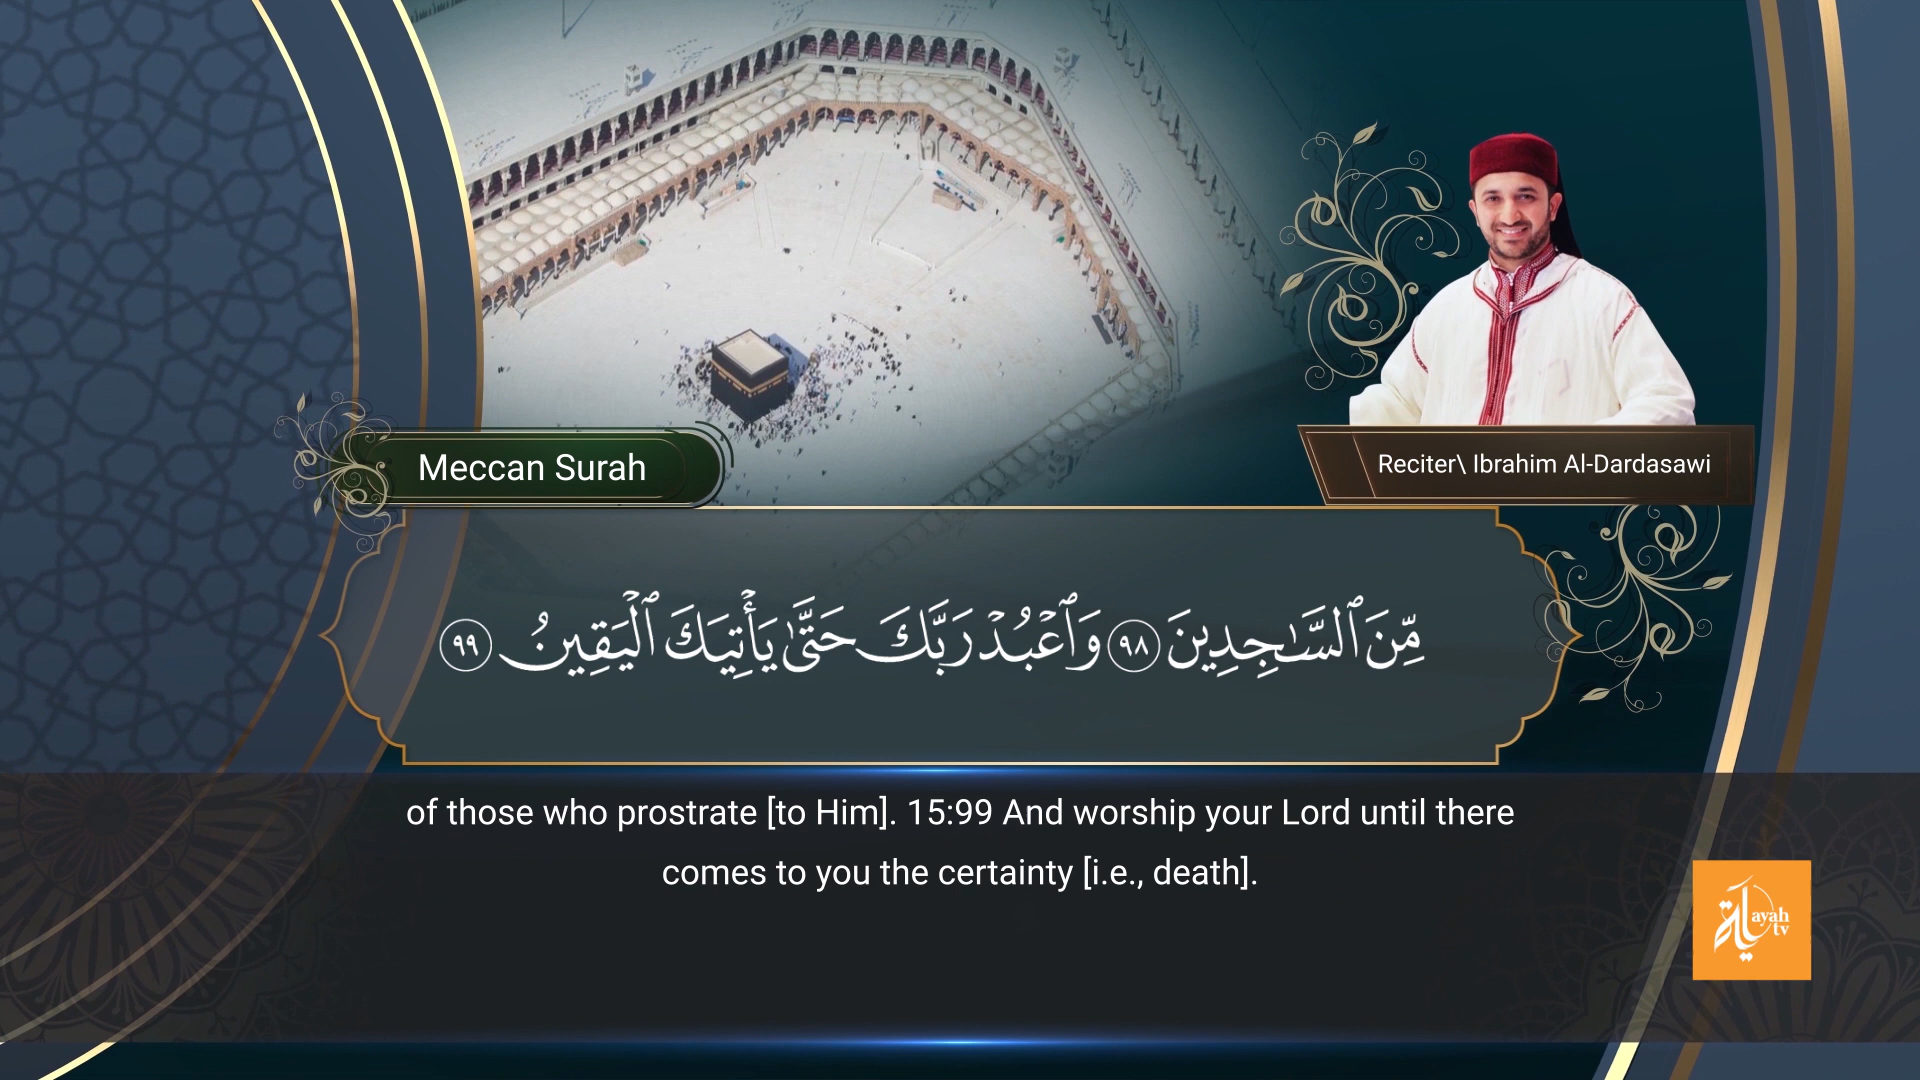 Meccan Surah
Reciter\ Ibrahim Al-Dardasawi
مِّنَ ٱلسَّـٰجِدِينَ ٩٨ وَٱعْبُدْ رَبَّكَ حَتَّىٰ يَأْتِيَكَ ٱلْيَقِينُ ٩٩
of those who prostrate [to Him]. 15:99 And worship your Lord until there
comes to you the certainty [i.e., death].
آية
ayah
tv